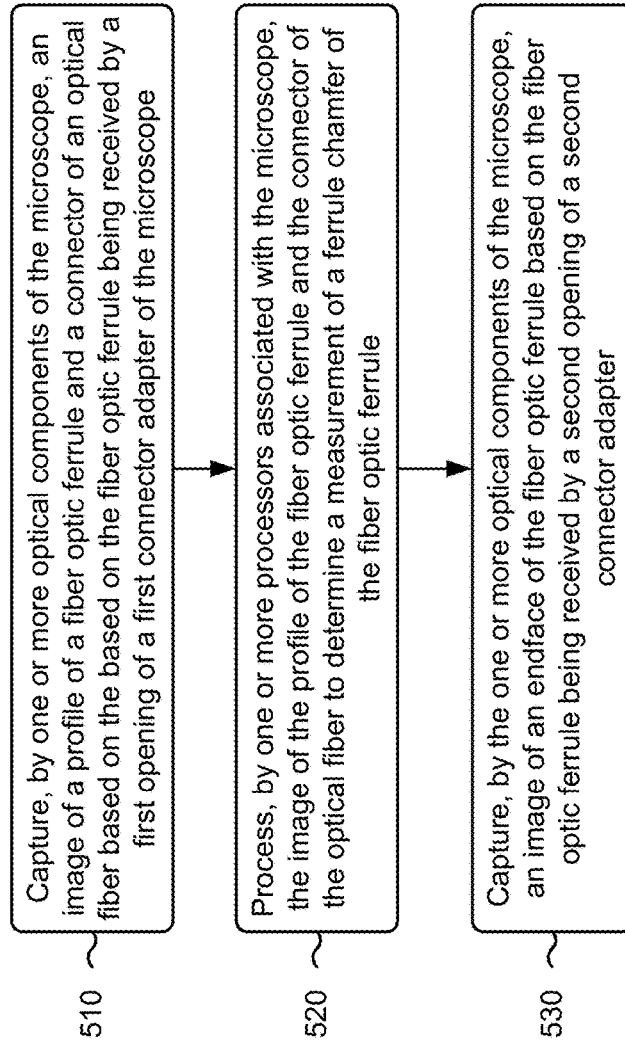 510
Capture, by one or more optical components of the microscope, an
image of a profile of a fiber optic ferrule and a connector of an optical
fiber based on the based on the fiber optic ferrule being received by a
first opening of a first connector adapter of the microscope
520
Process, by one or more processors associated with the microscope,
the image of the profile of the fiber optic ferrule and the connector of
the optical fiber to determine a measurement of a ferrule chamfer of
the fiber optic ferrule
530
Capture, by the one or more optical components of the microscope,
an image of an endface of the fiber optic ferrule based on the fiber
optic ferrule being received by a second opening of a second
connector adapter